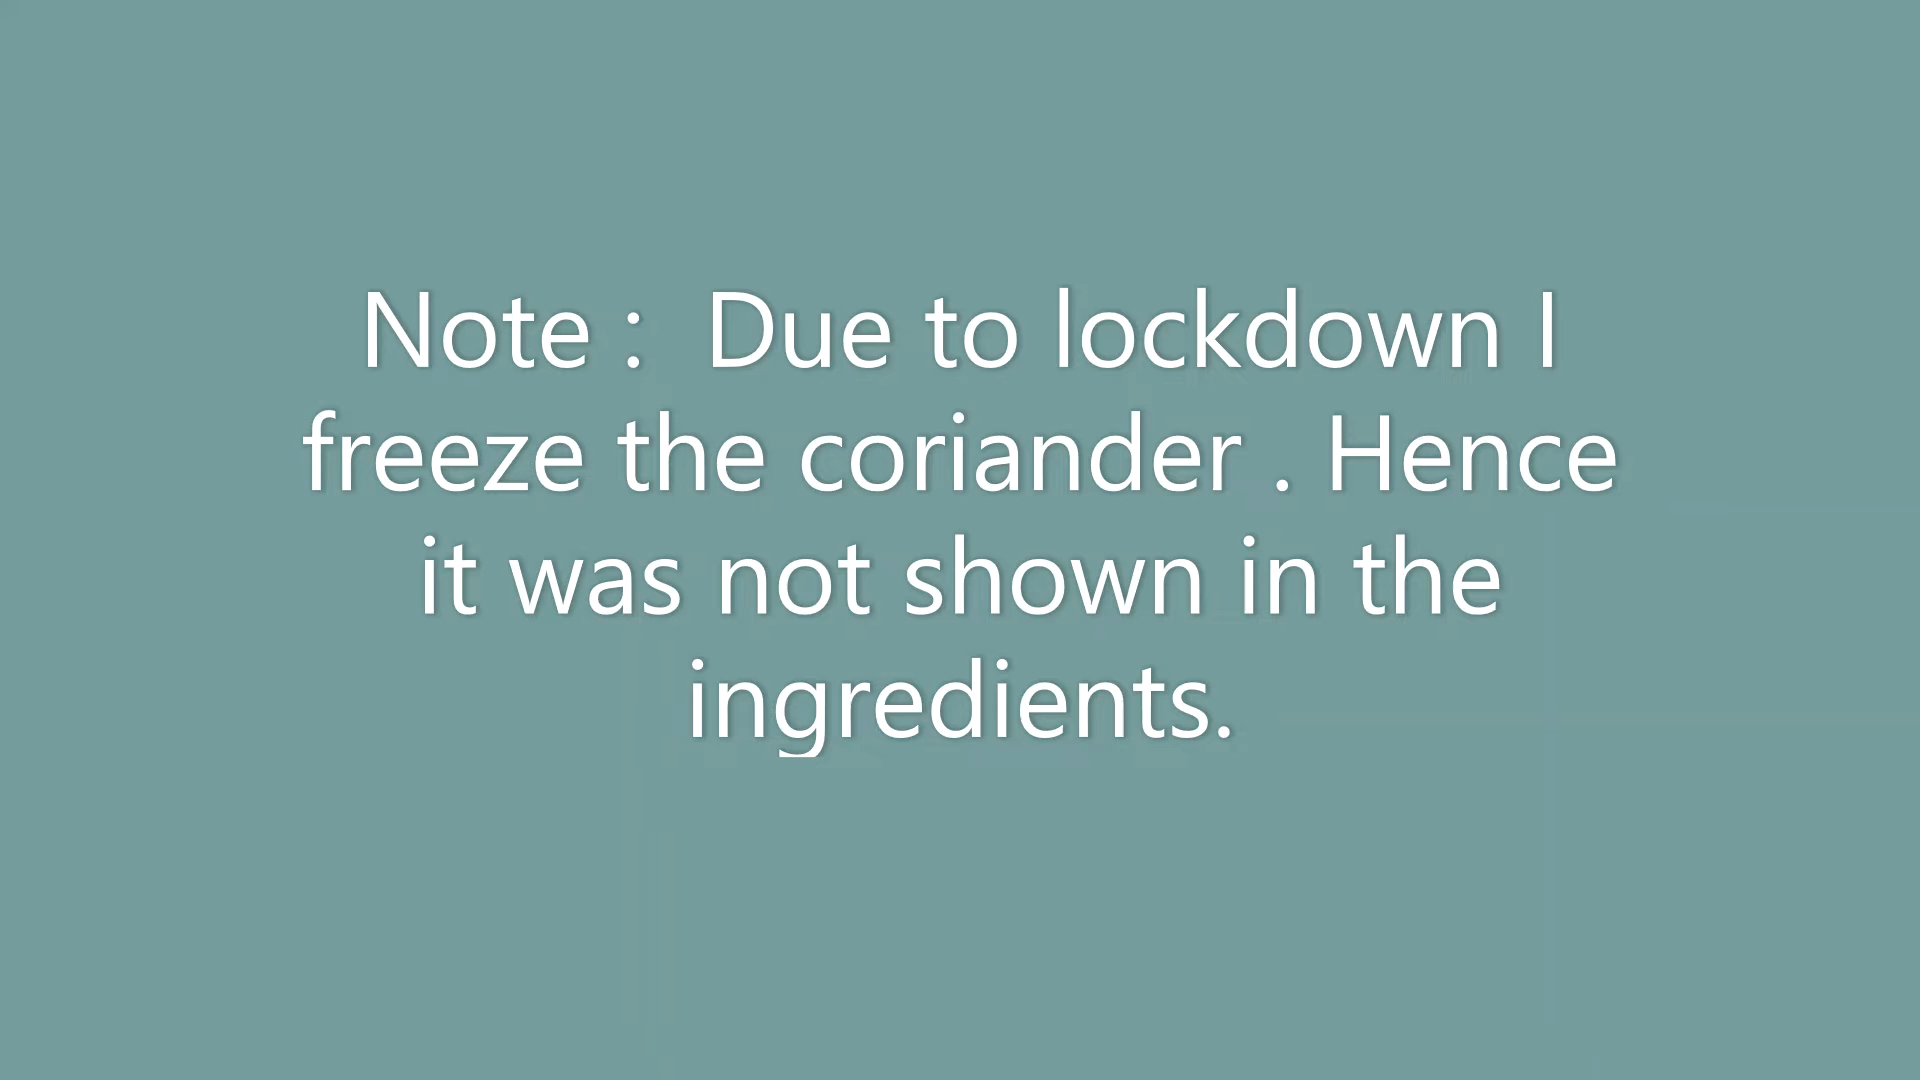 Note :  Due to lockdown I
freeze the coriander . Hence
it was not shown in the
ingredients.